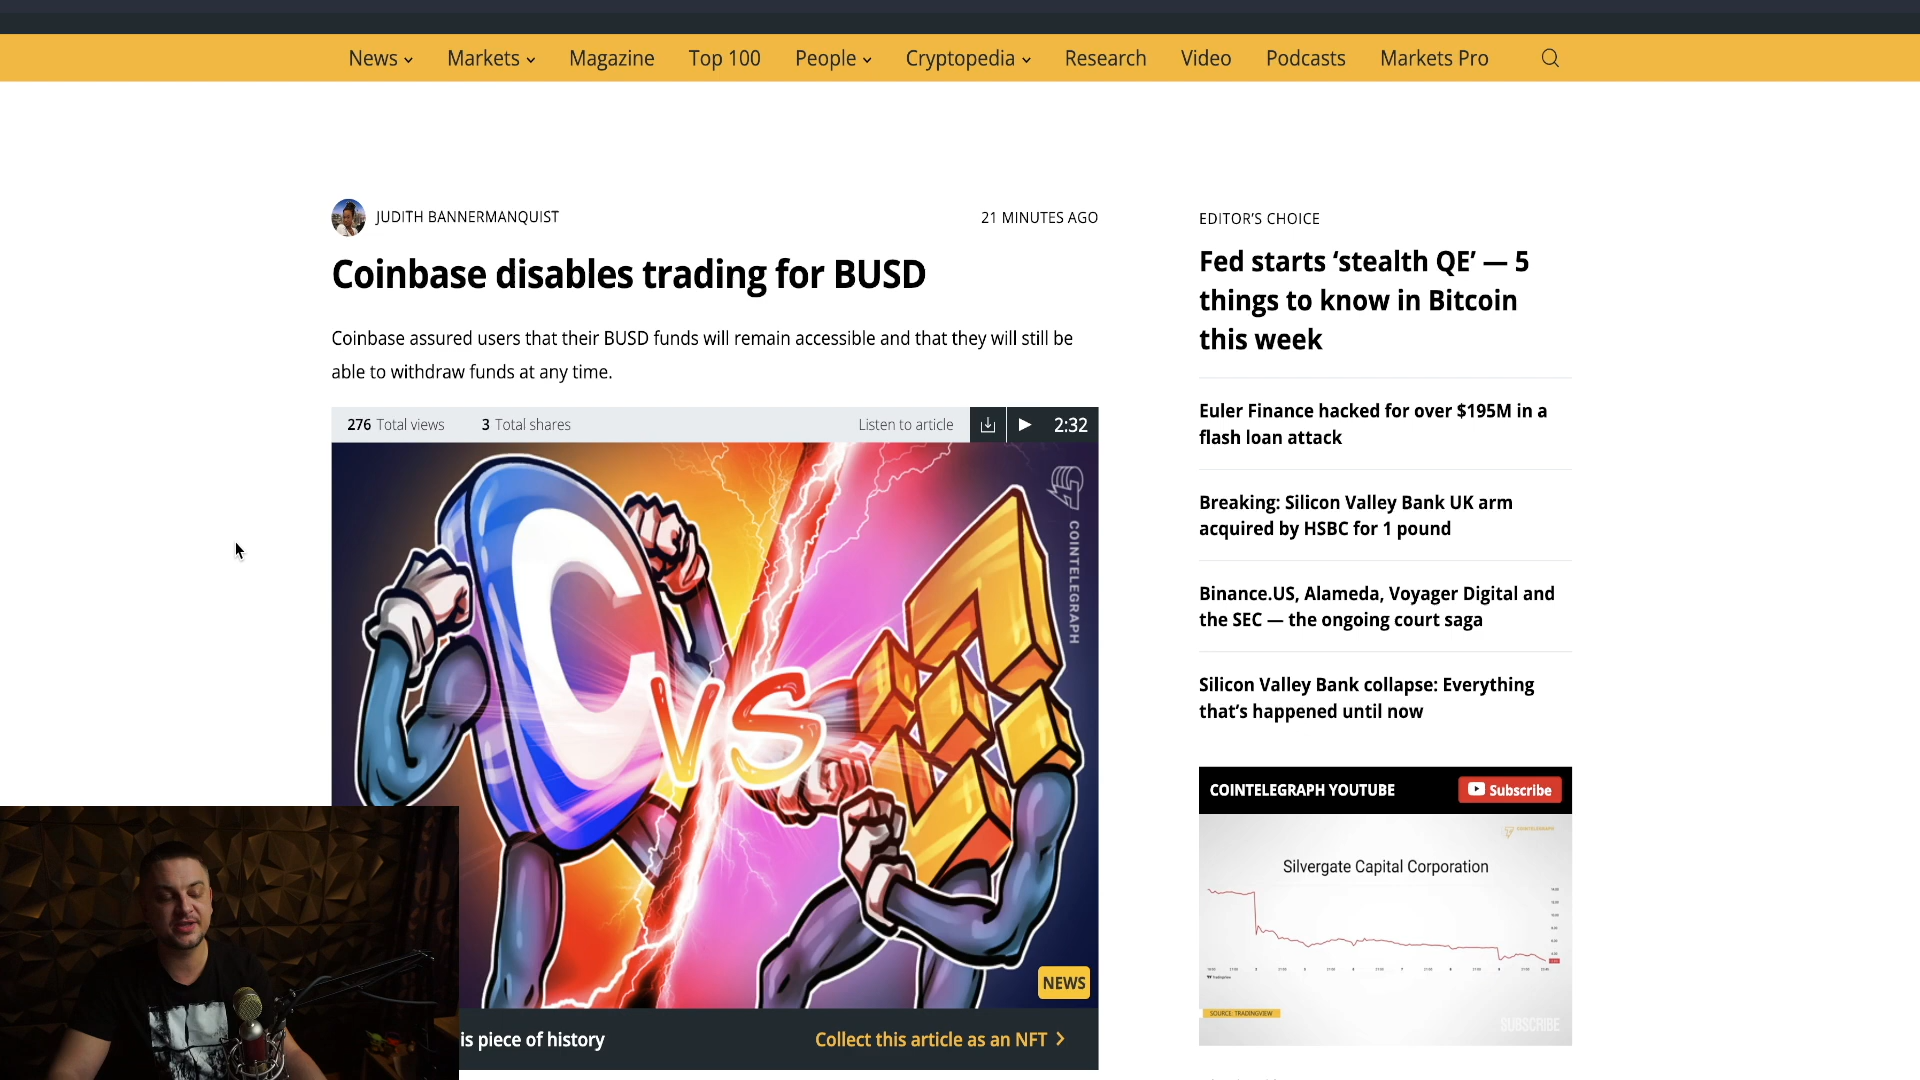 News
Markets
Magazine
Top 100
People
Cryptopedia
Research
Video
Podcasts
Markets Pro
JUDITH BANNERMANQUIST
21 MINUTES AGO
Coinbase disables trading for BUSD
Coinbase assured users that their BUSD funds will remain accessible and that they will still be
able to withdraw funds at any time.
276 Total views
3 Total shares
Listen to article
2:32
C
VS
COINTELEGRAPH
NEWS
is piece of history
Collect this article as an NFT
EDITOR'S CHOICE
Fed starts ‘stealth QE’ — 5
things to know in Bitcoin
this week
Euler Finance hacked for over $195M in a
flash loan attack
Breaking: Silicon Valley Bank UK arm
acquired by HSBC for 1 pound
Binance.US, Alameda, Voyager Digital and
the SEC — the ongoing court saga
Silicon Valley Bank collapse: Everything
that’s happened until now
COINTELEGRAPH YOUTUBE
Subscribe
COINTELEGRAPH
Silvergate Capital Corporation
SOURCE: TRADINGVIEW
SUBSCRIBE